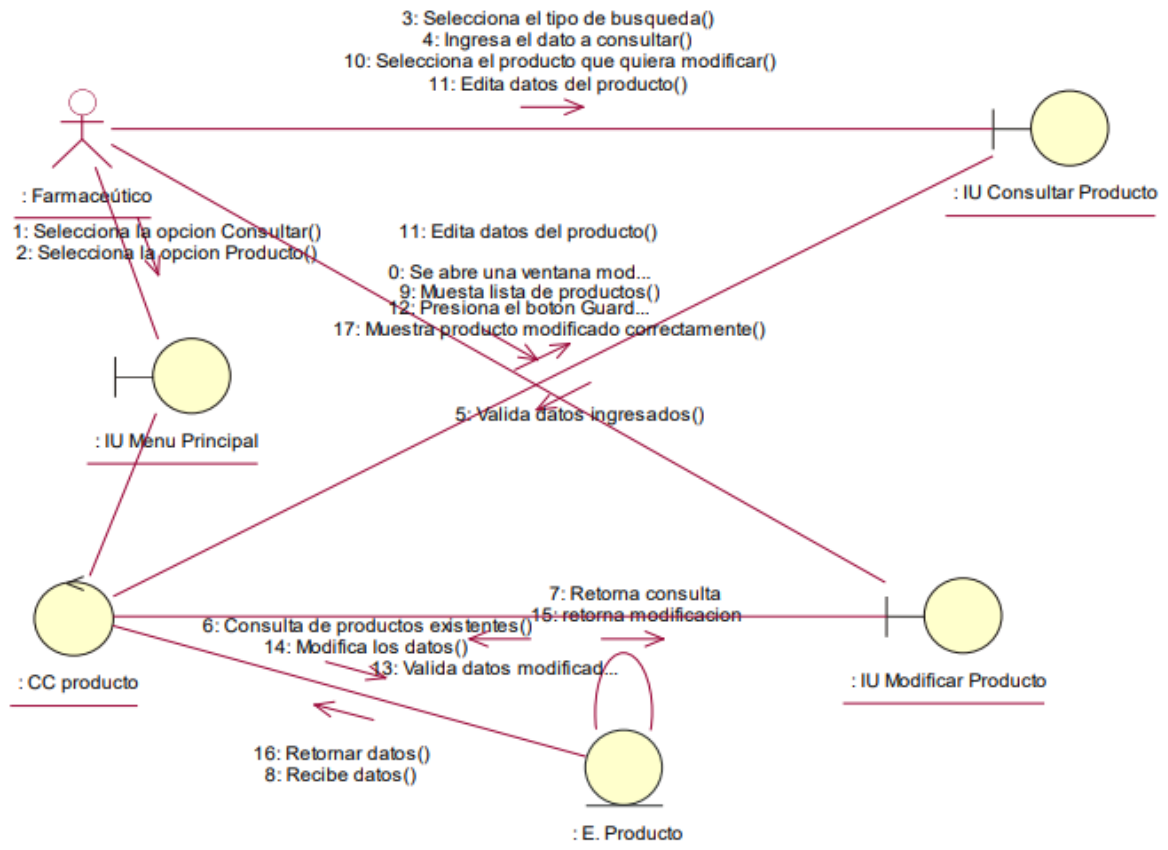 3: Selecciona el tipo de busqueda()
4: Ingresa el dato a consultar()
10: Selecciona el producto que quiera modificar()
11: Edita datos del producto()
: Farmaceútico
: IU Consultar Producto
1: Selecciona la opcion Consultar()
2: Selecciona la opcion Producto()
11: Edita datos del producto()
0: Se abre una ventana mod...
9: Muesta lista de productos()
12: Presiona el botón Guard...
17: Muestra producto modificado correctamente()
5: Valida datos ingresados()
: IU Menu Principal
7: Retorna consulta
15: retorna modificacion
6: Consulta de productos existentes()
14: Modifica los datos()
13: Valida datos modificad...
: CC producto
: IU Modificar Producto
16: Retornar datos()
8: Recibe datos()
: E. Producto